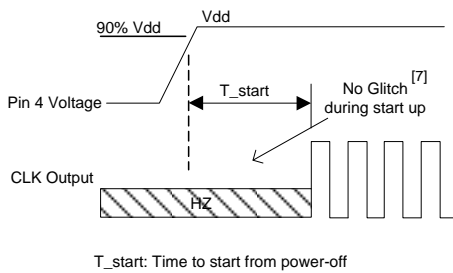 Vdd
90% Vdd
T_start
No Glitch [7]
during start up
Pin 4 Voltage
CLK Output
HZ
T_start: Time to start from power-off